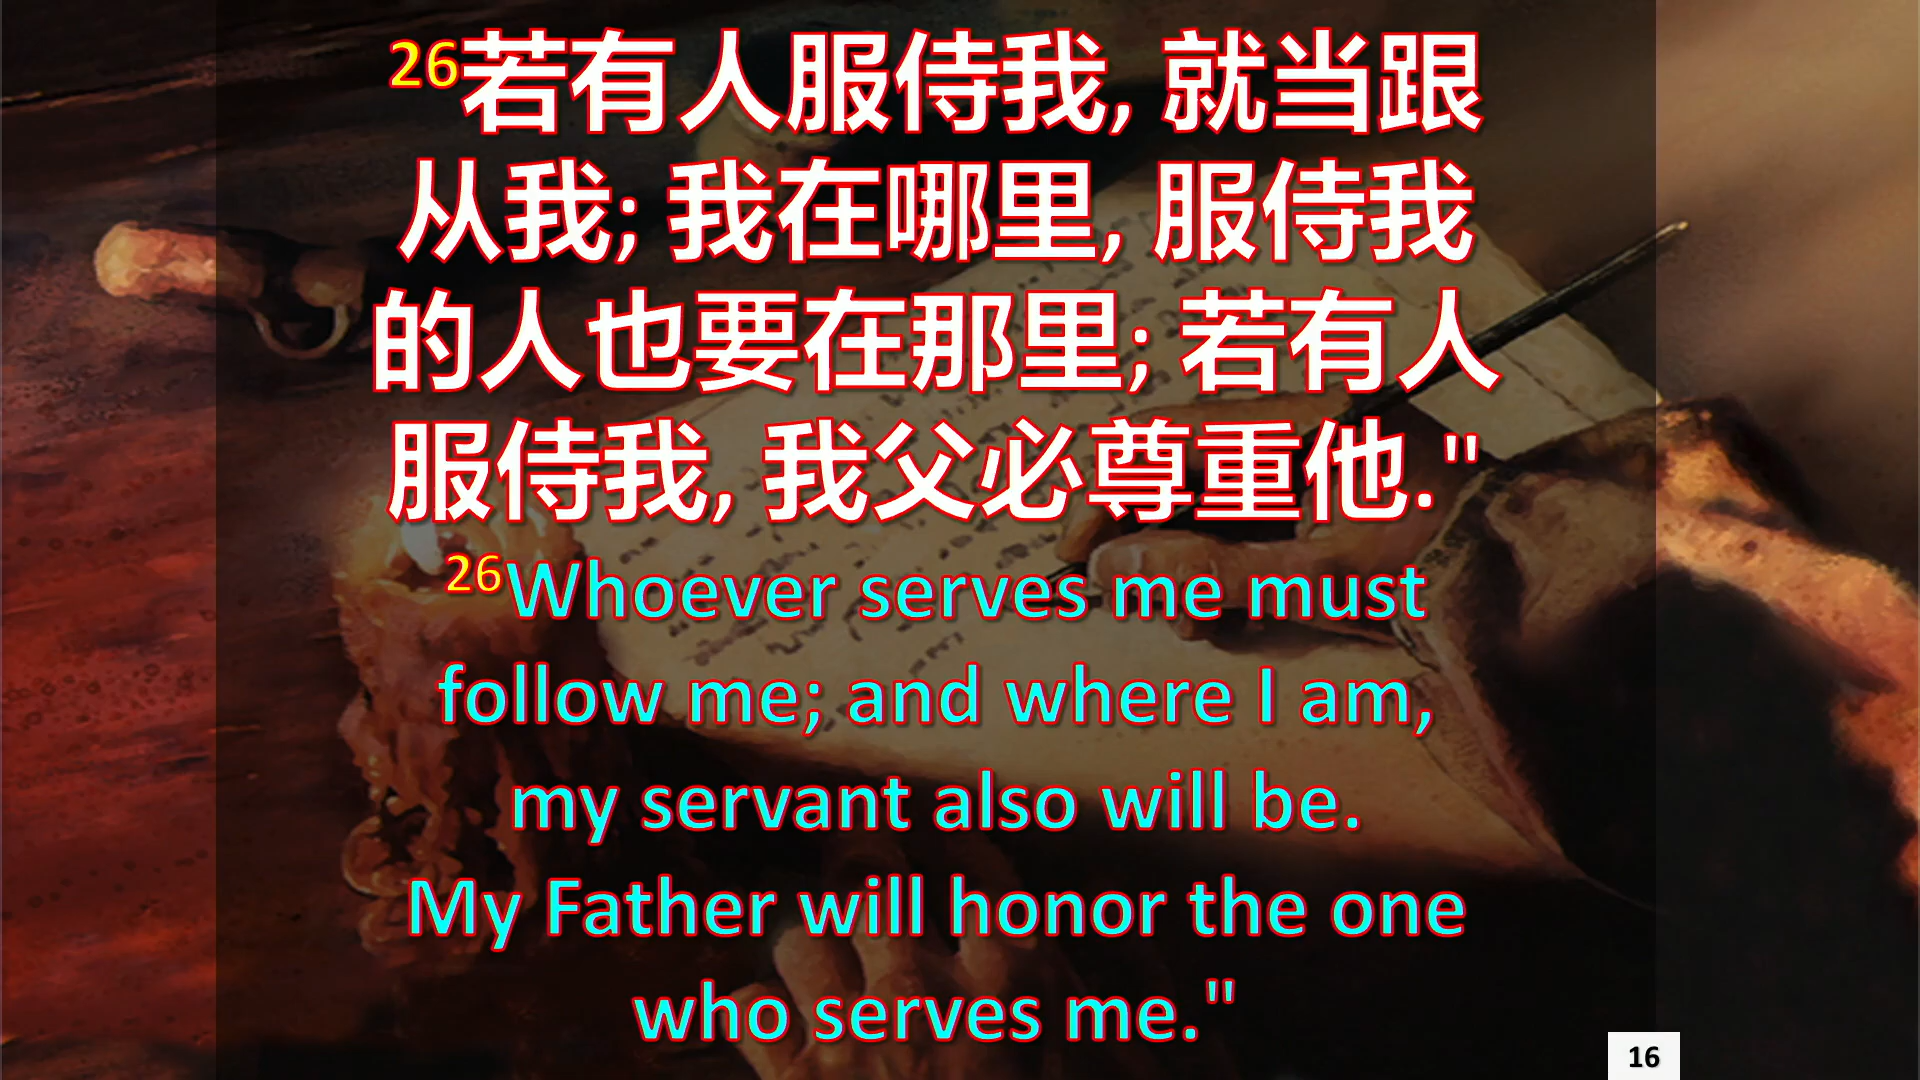 26若有人服侍我, 就当跟
从我; 我在哪里, 服侍我
的人也要在那里; 若有人
服侍我, 我父必尊重他. "
26Whoever serves me must
follow me; and where I am,
my servant also will be.
My Father will honor the one
who serves me."
16